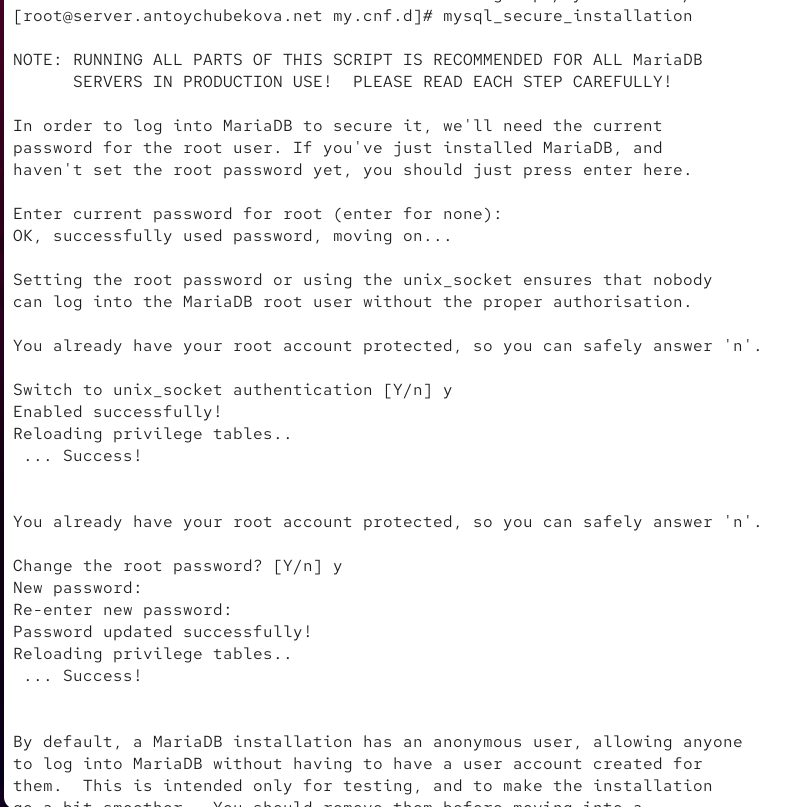 [root@server.antoychubekova.net my.cnf.d]# mysql_secure_installation
NOTE: RUNNING ALL PARTS OF THIS SCRIPT IS RECOMMENDED FOR ALL MariaDB
SERVERS IN PRODUCTION USE!  PLEASE READ EACH STEP CAREFULLY!
In order to log into MariaDB to secure it, we'll need the current
password for the root user. If you've just installed MariaDB, and
haven't set the root password yet, you should just press enter here.
Enter current password for root (enter for none):
OK, successfully used password, moving on...
Setting the root password or using the unix_socket ensures that nobody
can log into the MariaDB root user without the proper authorisation.
You already have your root account protected, so you can safely answer 'n'.
Switch to unix_socket authentication [Y/n] y
Enabled successfully!
Reloading privilege tables..
... Success!
You already have your root account protected, so you can safely answer 'n'.
Change the root password? [Y/n] y
New password:
Re-enter new password:
Password updated successfully!
Reloading privilege tables..
... Success!
By default, a MariaDB installation has an anonymous user, allowing anyone
to log into MariaDB without having to have a user account created for
them.  This is intended only for testing, and to make the installation
go a bit smoother.  You should remove them before moving into a